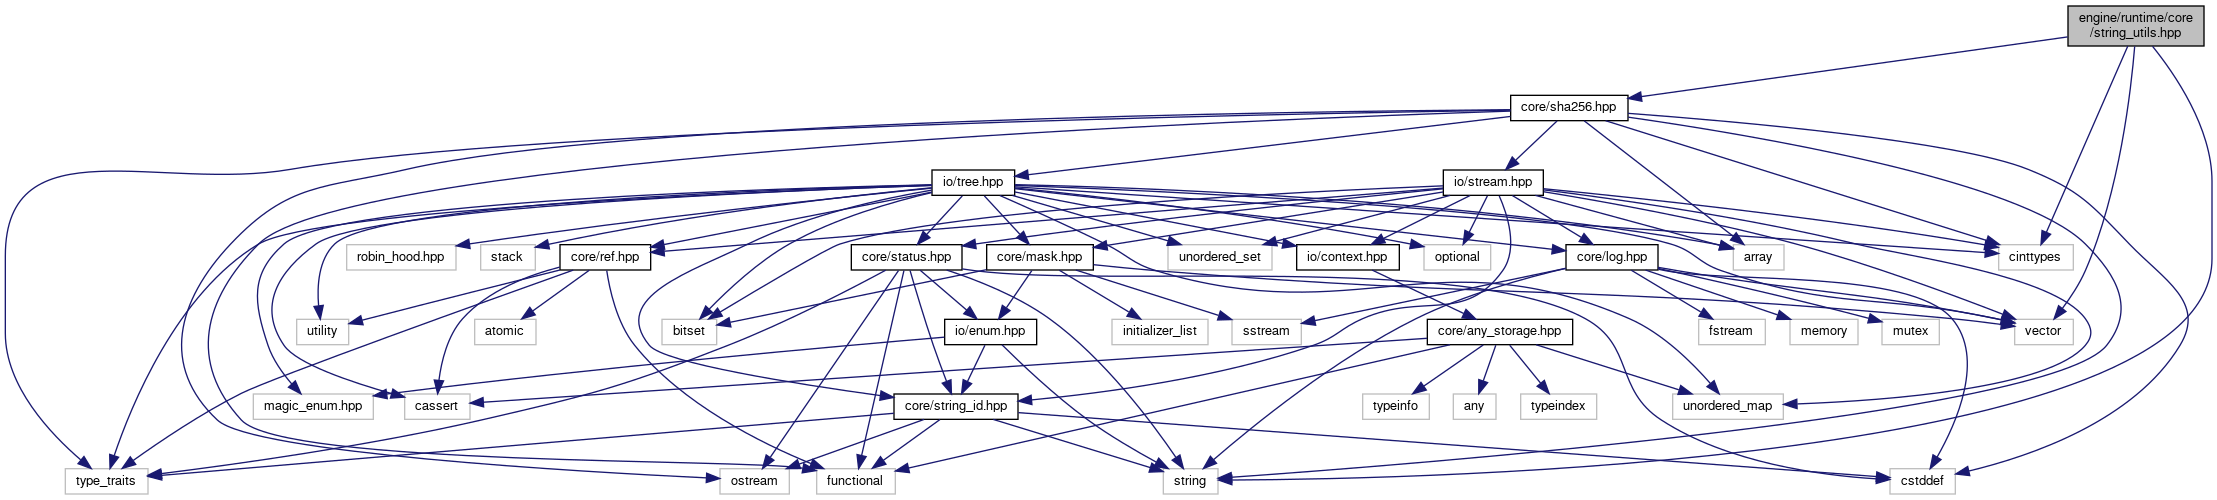 engine/runtime/core
/string_utils.hpp
core/sha256.hpp
io/tree.hpp
io/stream.hpp
robin_hood.hpp
stack
core/ref.hpp
core/status.hpp
core/mask.hpp
unordered_set
io/context.hpp
optional
core/log.hpp
array
cinttypes
utility
atomic
bitset
io/enum.hpp
initializer_list
sstream
core/any_storage.hpp
fstream
memory
mutex
vector
magic_enum.hpp
cassert
core/string_id.hpp
typeinfo
any
typeindex
unordered_map
type_traits
ostream
functional
string
cstddef